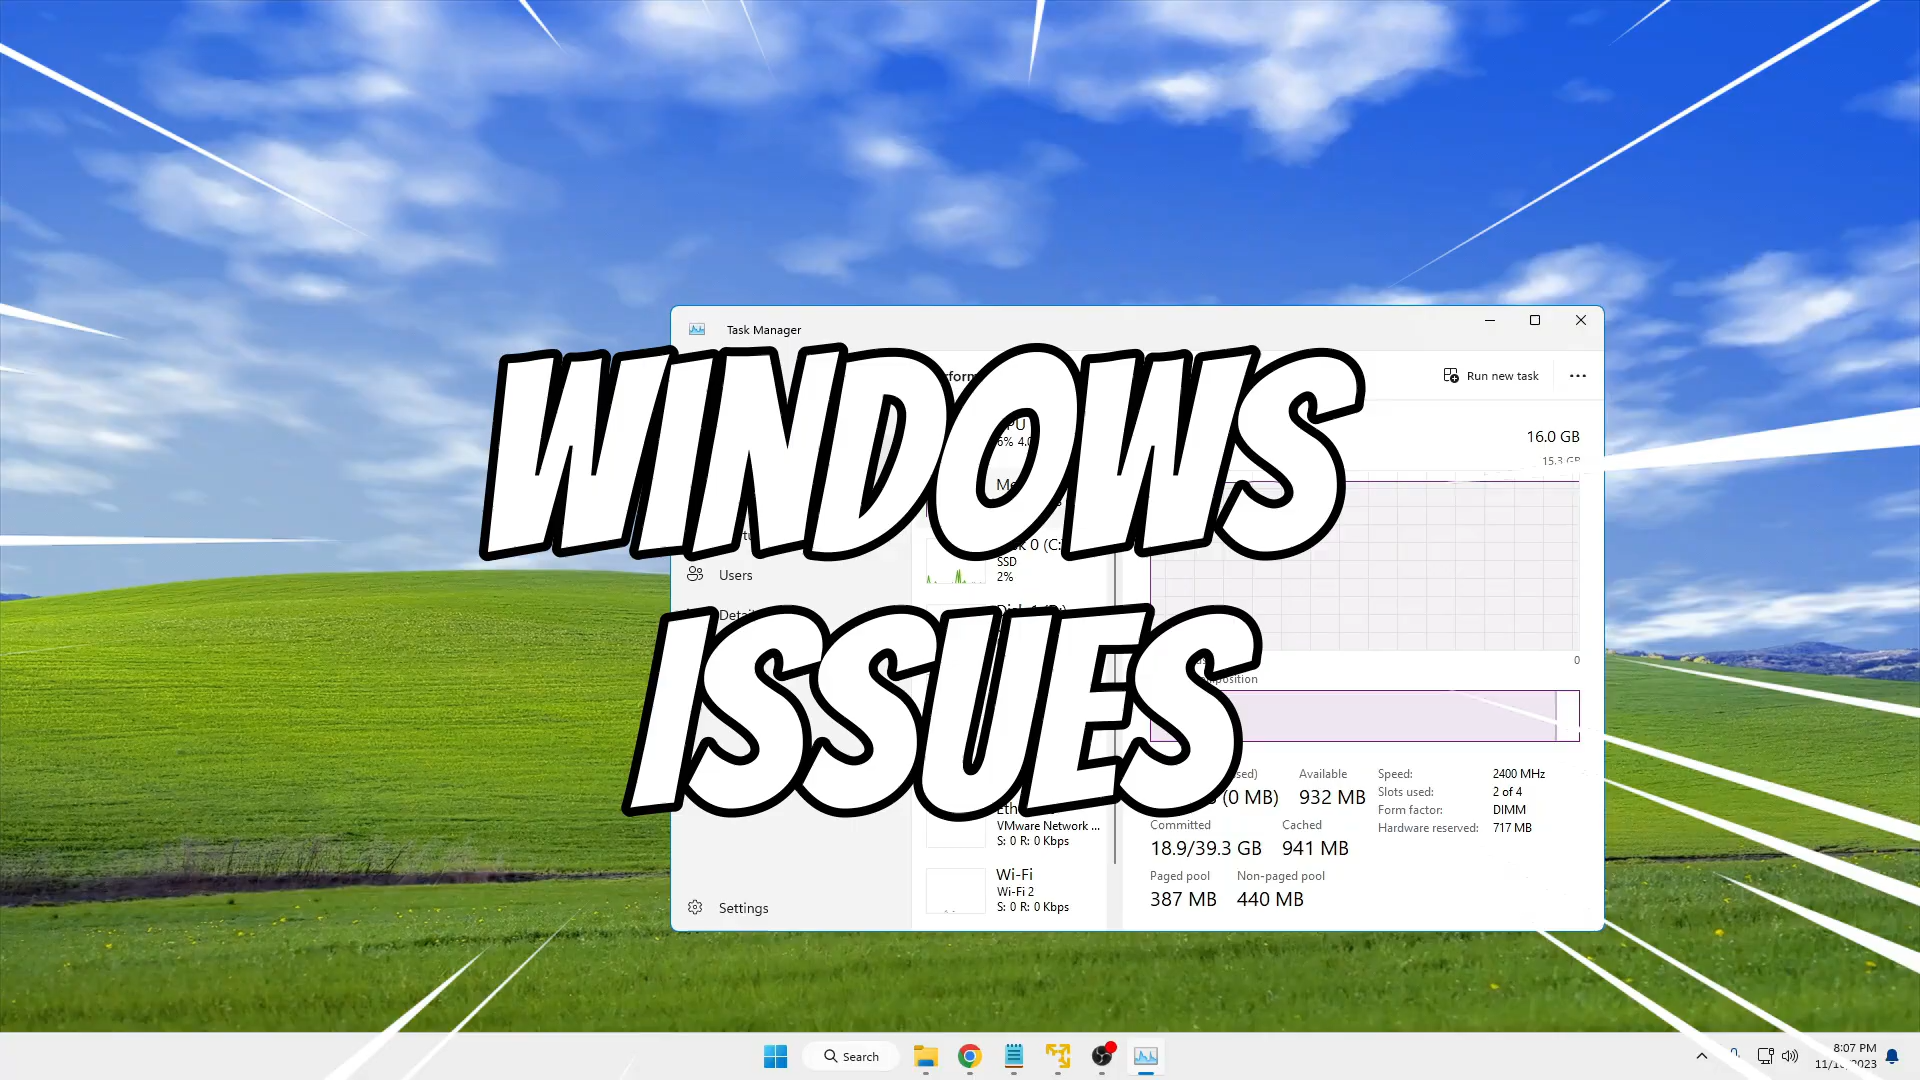 Task Manager
WINDOWS
ISSUES
Run new task
16.0 GB
6% 4.0
SSD
2%
Users
0
VMware Network ...
S: 0 R: 0 Kbps
Wi-Fi
Wi-Fi 2
S: 0 R: 0 Kbps
Settings
(0 MB)
Available
932 MB
Committed
18.9/39.3 GB
Cached
941 MB
Paged pool
387 MB
Non-paged pool
440 MB
Speed: 2400 MHz
Slots used: 2 of 4
Form factor: DIMM
Hardware reserved: 717 MB
Search
8:07 PM